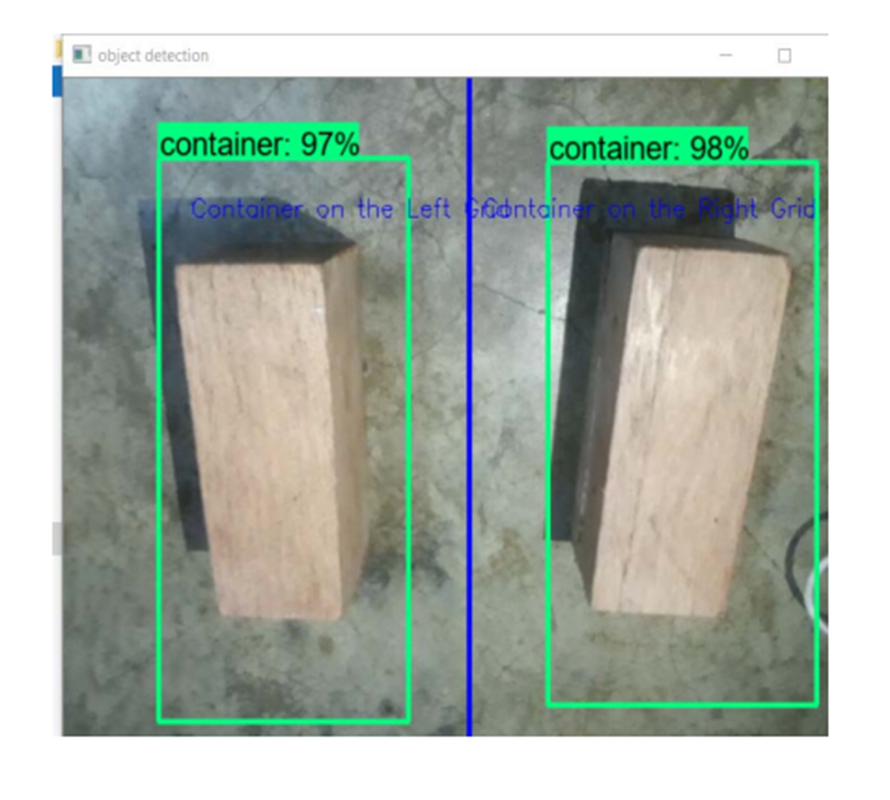 object detection
container: 97%
container: 98%
Container on the Left Grid
Container on the Right Grid